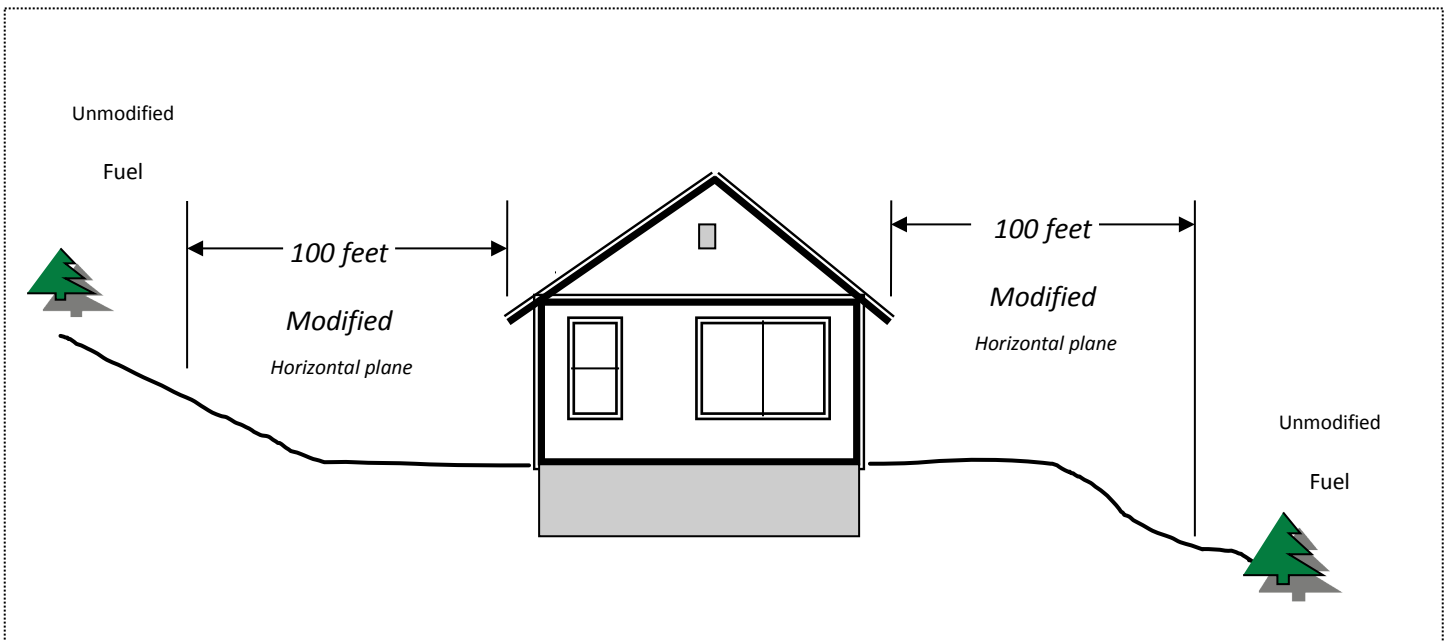 Unmodified
Fuel
100 feet
Modified
Horizontal plane
100 feet
Modified
Horizontal plane
Unmodified
Fuel